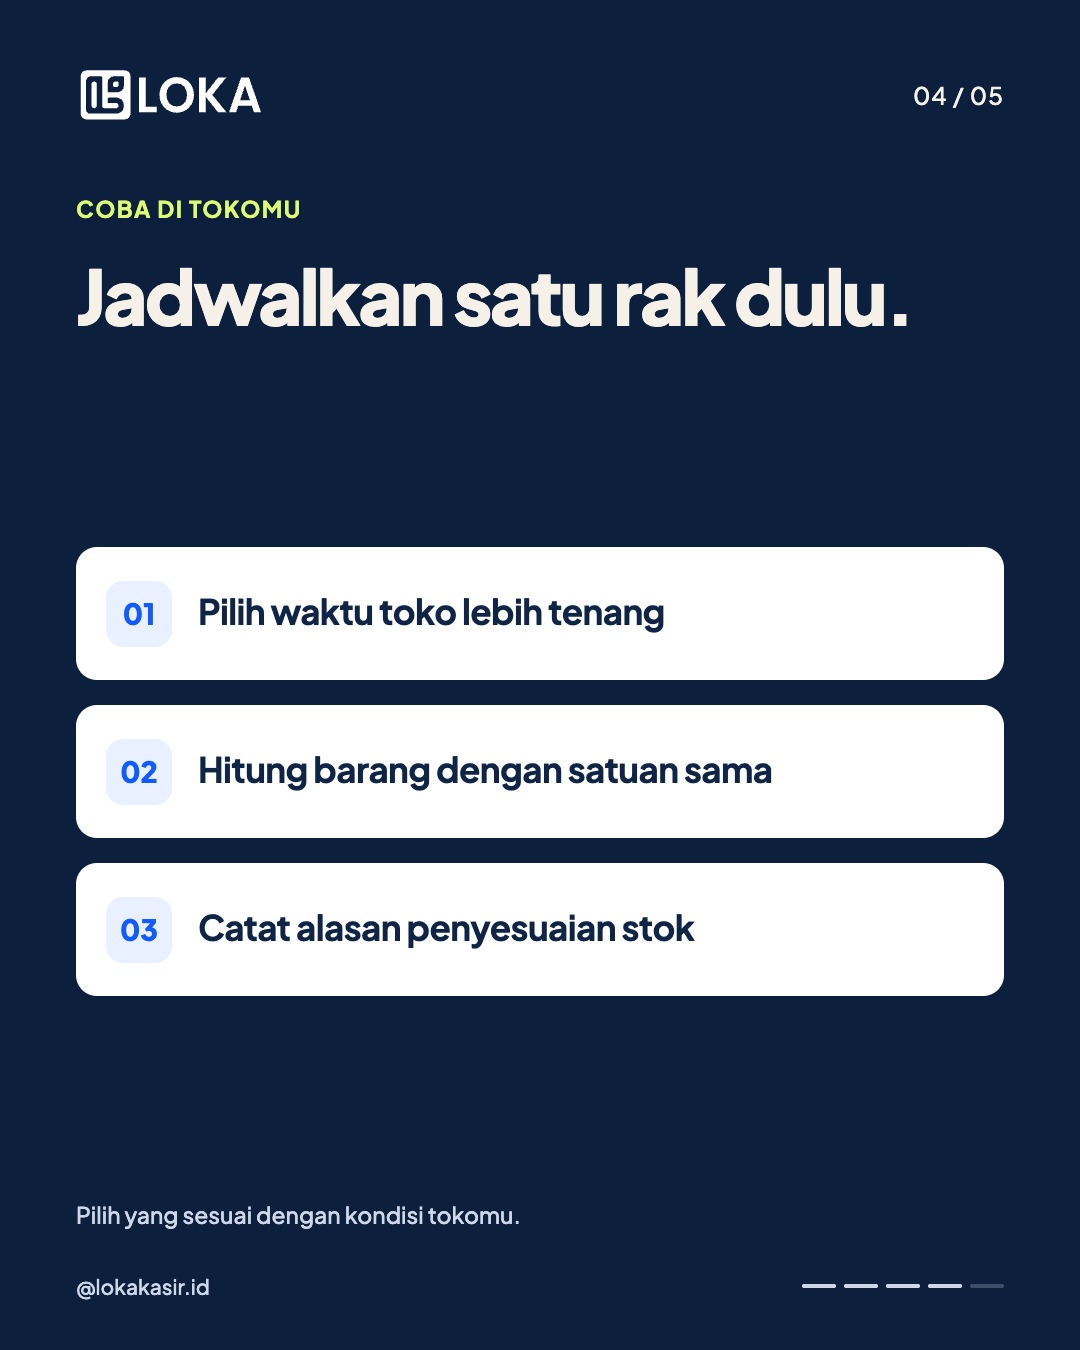 LOKA
04 / 05
COBA DI TOKOMU
Jadwalkan satu rak dulu.
01 Pilih waktu toko lebih tenang
02 Hitung barang dengan satuan sama
03 Catat alasan penyesuaian stok
Pilih yang sesuai dengan kondisi tokomu.
@lokakasir.id